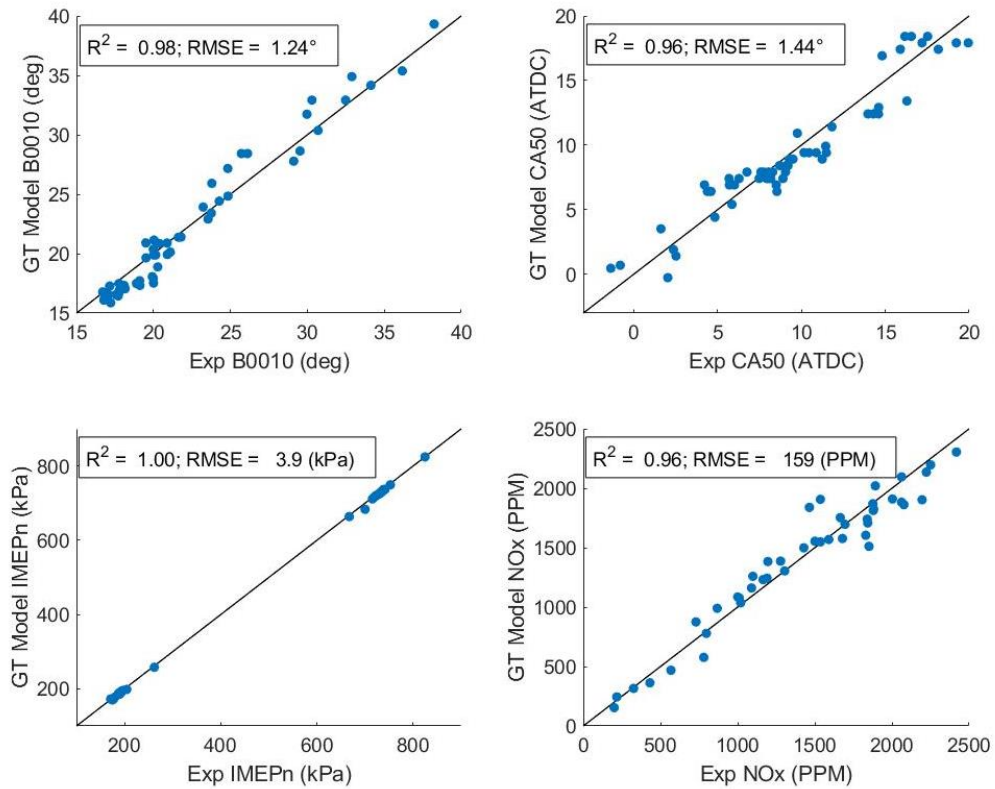 40
35
30
25
20
15
15 20 25 30 35 40
GT Model B0010 (deg)
Exp B0010 (deg)
R² = 0.98; RMSE = 1.24°
20
15
10
5
0
0 5 10 15 20
GT Model CA50 (ATDC)
Exp CA50 (ATDC)
R² = 0.96; RMSE = 1.44°
800
600
400
200
200 400 600 800
GT Model IMEPn (kPa)
Exp IMEPn (kPa)
R² = 1.00; RMSE = 3.9 (kPa)
2500
2000
1500
1000
500
0
0 500 1000 1500 2000 2500
GT Model NOx (PPM)
Exp NOx (PPM)
R² = 0.96; RMSE = 159 (PPM)